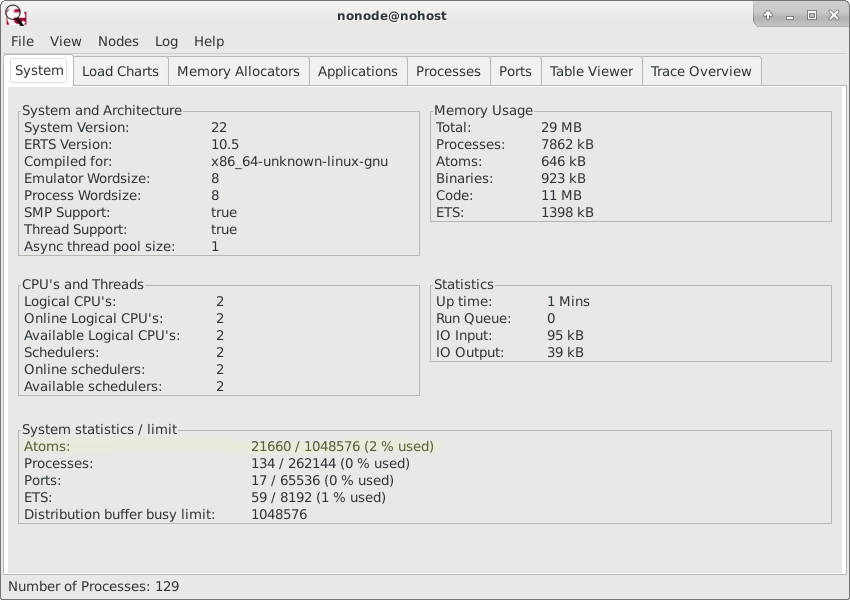 nonode@nohost
File View Nodes Log Help
System Load Charts Memory Allocators Applications Processes Ports Table Viewer Trace Overview
System and Architecture
System Version: 22
ERTS Version: 10.5
Compiled for: x86_64-unknown-linux-gnu
Emulator Wordsize: 8
Process Wordsize: 8
SMP Support: true
Thread Support: true
Async thread pool size: 1
Memory Usage
Total: 29 MB
Processes: 7862 kB
Atoms: 646 kB
Binaries: 923 kB
Code: 11 MB
ETS: 1398 kB
CPU's and Threads
Logical CPU's: 2
Online Logical CPU's: 2
Available Logical CPU's: 2
Schedulers: 2
Online schedulers: 2
Available schedulers: 2
Statistics
Up time: 1 Mins
Run Queue: 0
IO Input: 95 kB
IO Output: 39 kB
System statistics / limit
Atoms: 21660 / 1048576 (2 % used)
Processes: 134 / 262144 (0 % used)
Ports: 17 / 65536 (0 % used)
ETS: 59 / 8192 (1 % used)
Distribution buffer busy limit: 1048576
Number of Processes: 129